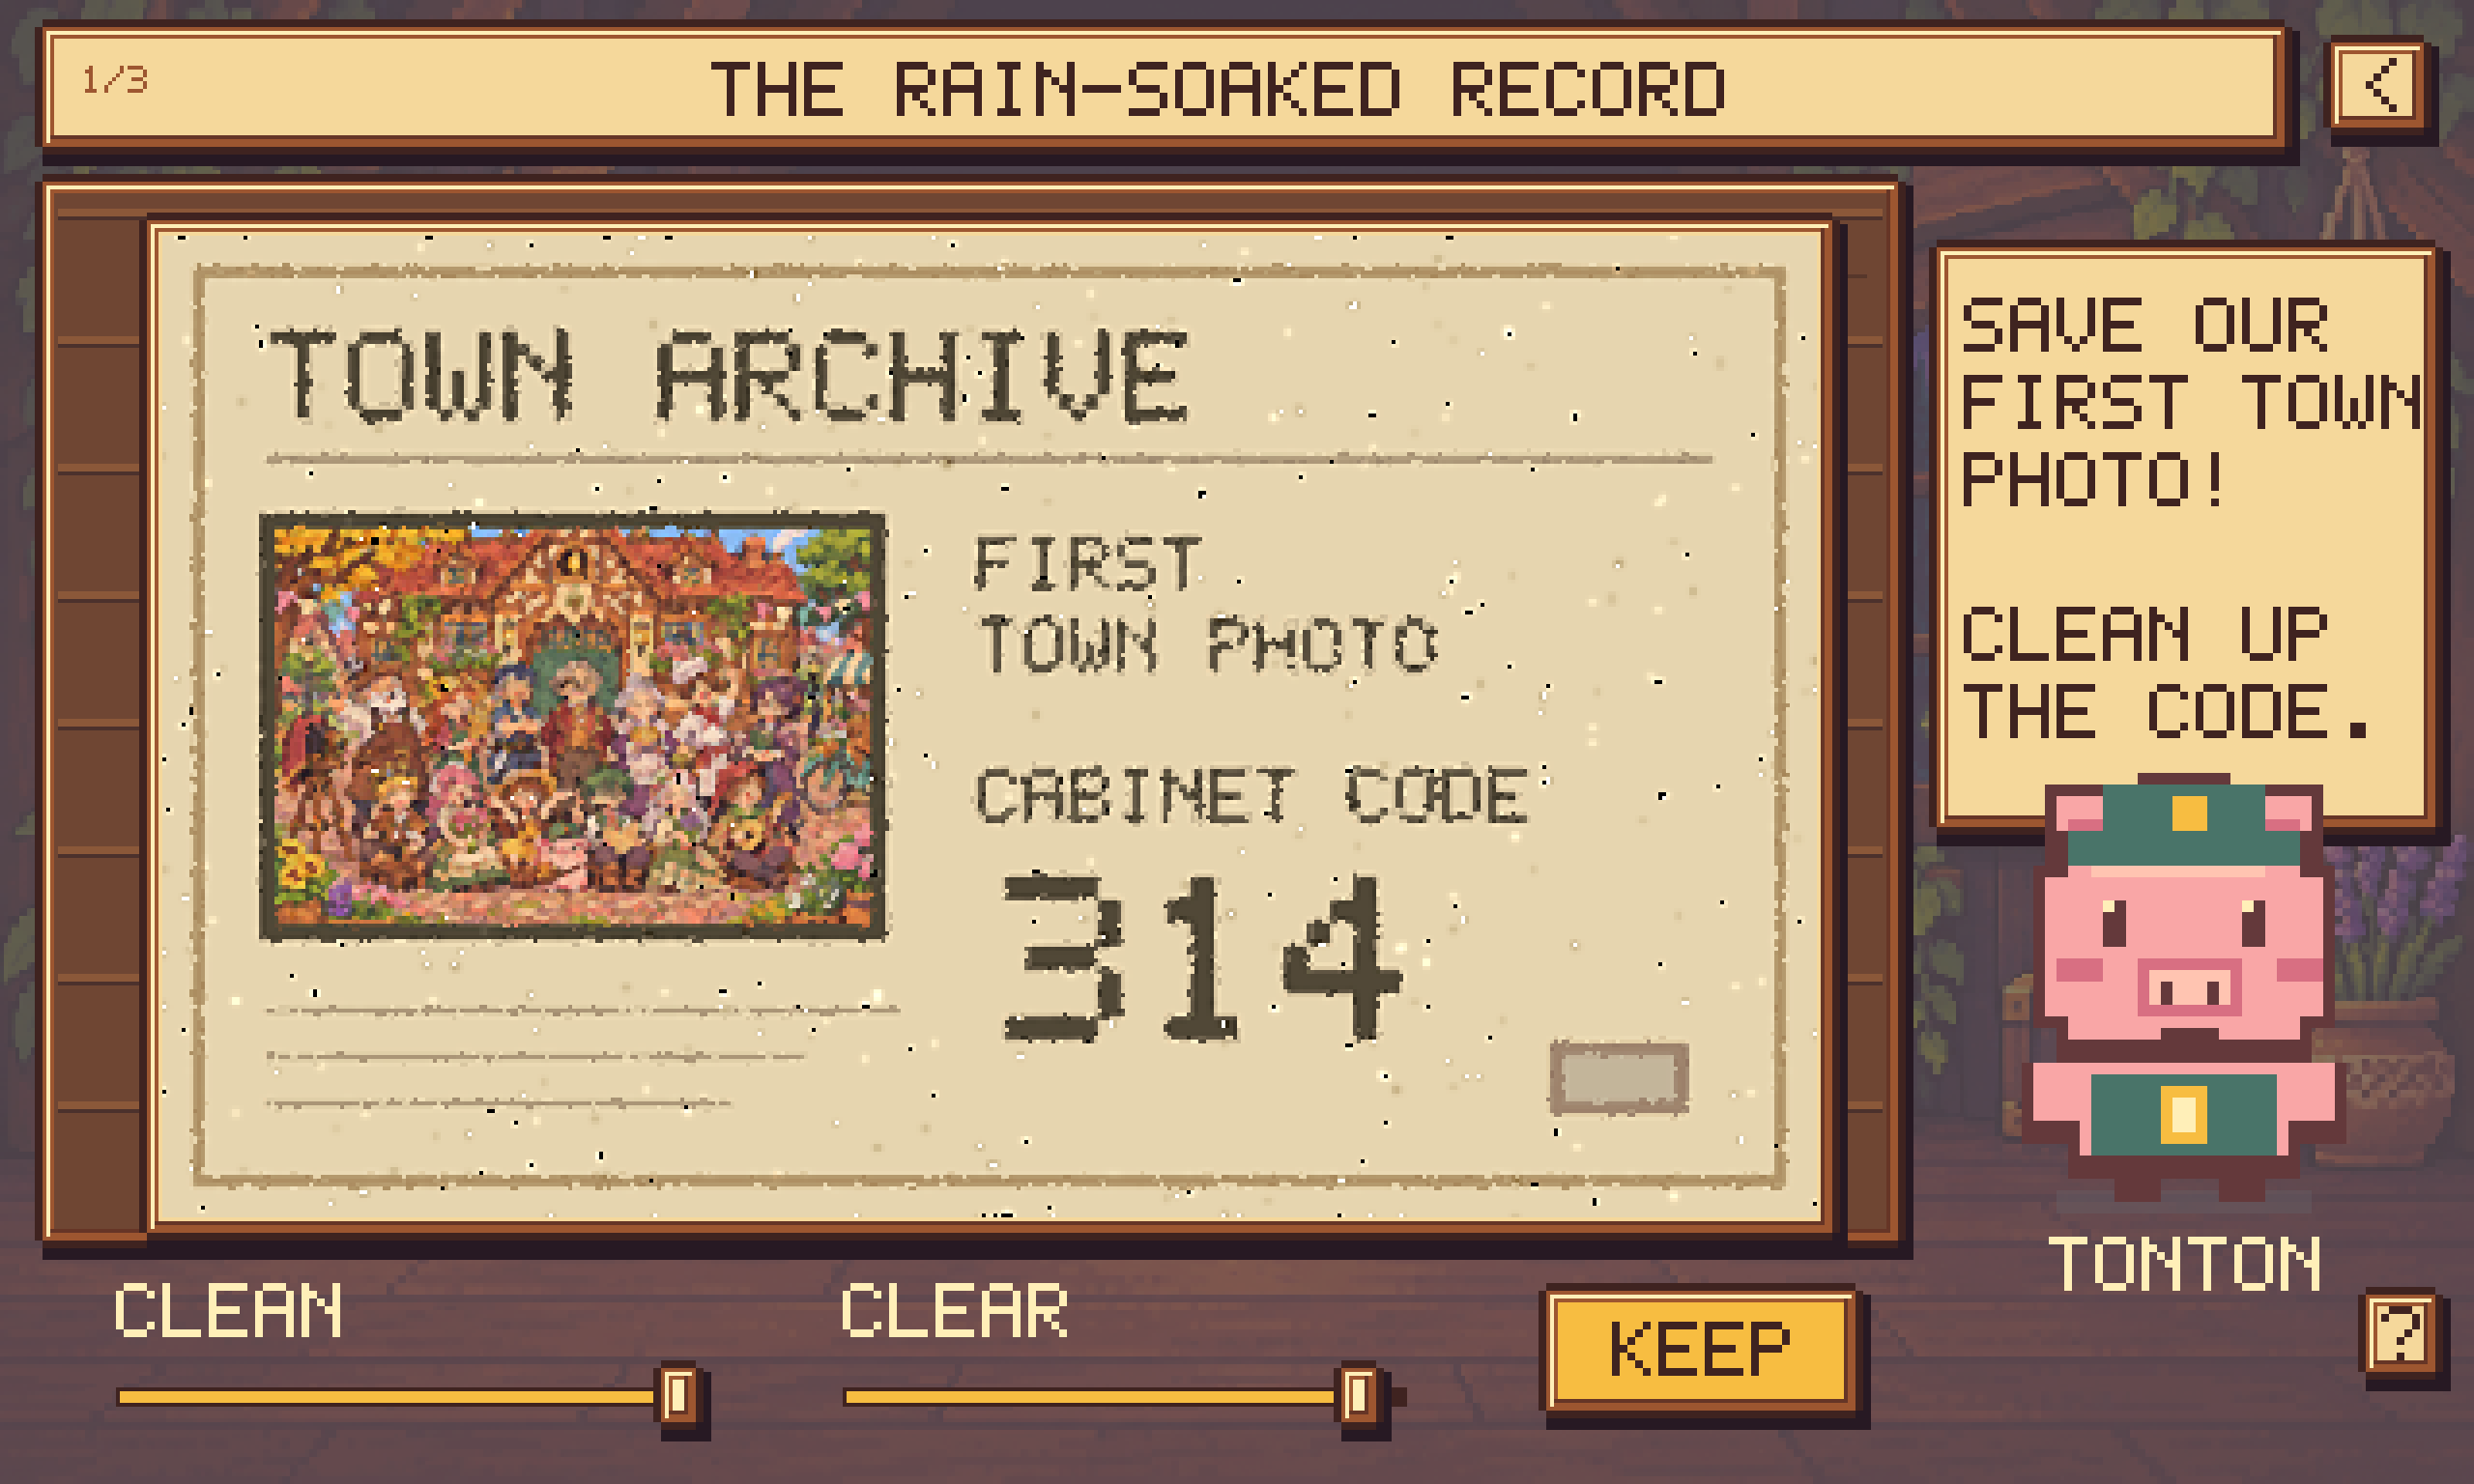 1/3
THE RAIN-SOAKED RECORD
<
TOWN ARCHIVE
FIRST
TOWN PHOTO
CABINET CODE
314
SAVE OUR
FIRST TOWN
PHOTO!
CLEAN UP
THE CODE.
TONTON
CLEAN
CLEAR
KEEP
?